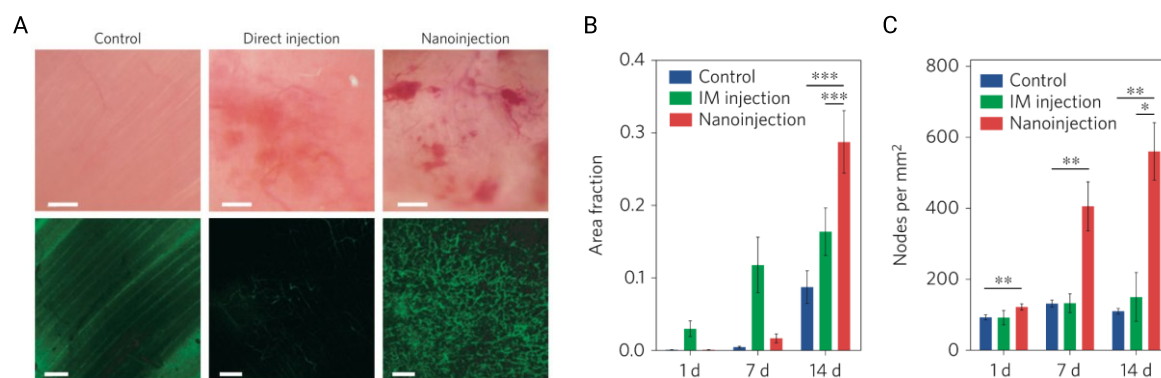 A
Control
Direct injection
Nanoinjection
B
Area fraction
0.4
0.3
0.2
0.1
0.0
Control
IM injection
Nanoinjection
***
***
1 d
7 d
14 d
C
Nodes per mm²
800
600
400
200
0
Control
IM injection
Nanoinjection
**
**
**
*
1 d
7 d
14 d